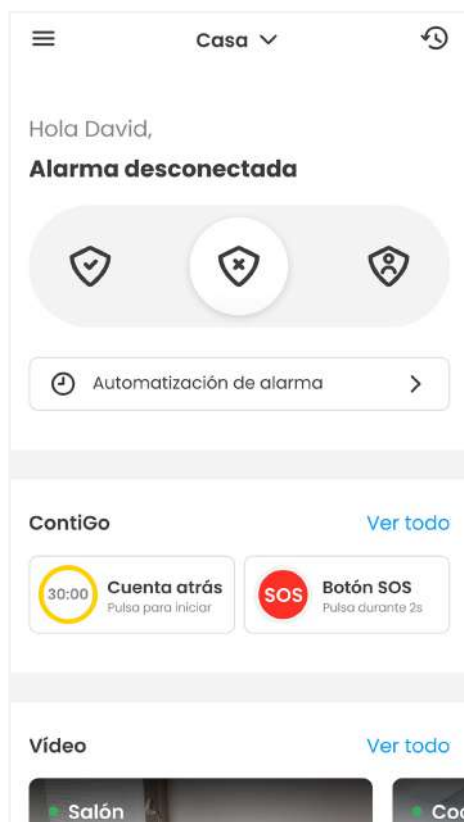 Casa
Hola David,
Alarma desconectada
Automatización de alarma
ContiGo
Ver todo
30:00
Cuenta atrás
Pulsa para iniciar
SOS
Botón SOS
Pulsa durante 2s
Vídeo
Ver todo
Salón